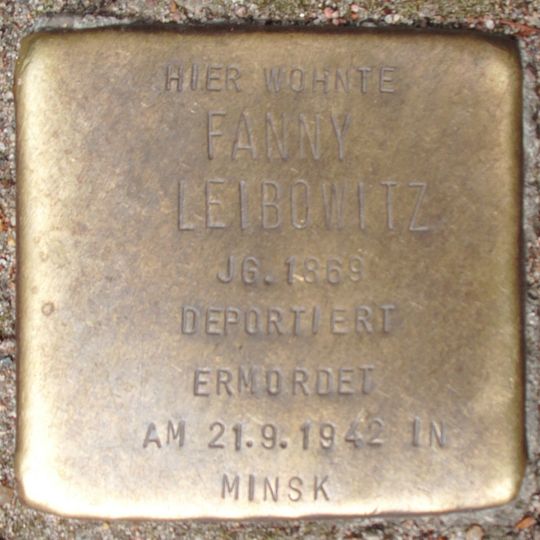 HIER WOHNTE
FANNY
LEIBOWITZ
JG. 1869
DEPORTIERT
ERMORDET
AM 21.9.1942 IN
MINSK